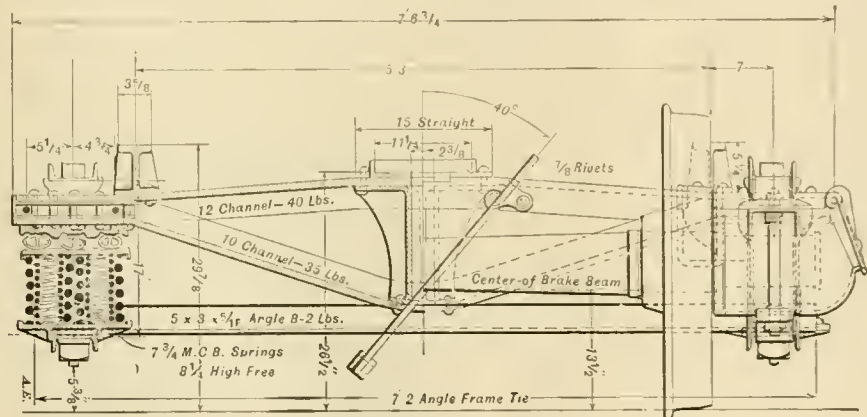 7' 6 3/4
5 3
7
3 5/8
40°
15 Straight
5 1/4
4 3/4
11 1/4
2 3/8
7/8 Rivets
5 1/4
12 Channel – 40 Lbs.
10 Channel – 35 Lbs.
17
29 7/8
Center of Brake Beam
5 x 3 x 5/16 Angle 8-2 Lbs.
7 3/4 M.C.B. Springs
8 1/4 High Free
26 1/2"
13 1/2"
A.E.
5 3/8
7' 2 Angle Frame Tie